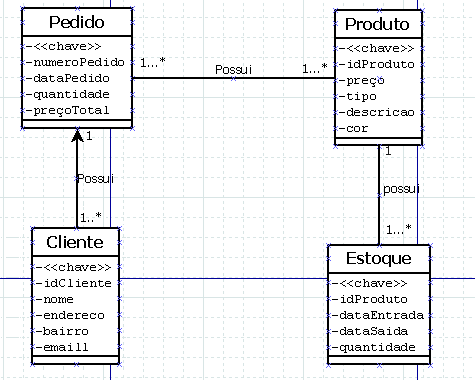 Pedido
-<<chave>>
-numeroPedido
-dataPedido
-quantidade
-preçoTotal
1...*
Possui
1...*
Produto
-<<chave>>
-idProduto
-preço
-tipo
-descricao
-cor
1
Possui
1..*
1
possui
1...*
Cliente
-<<chave>>
-idCliente
-nome
-endereco
-bairro
-emaill
Estoque
-<<chave>>
-idProduto
-dataEntrada
-dataSaida
-quantidade